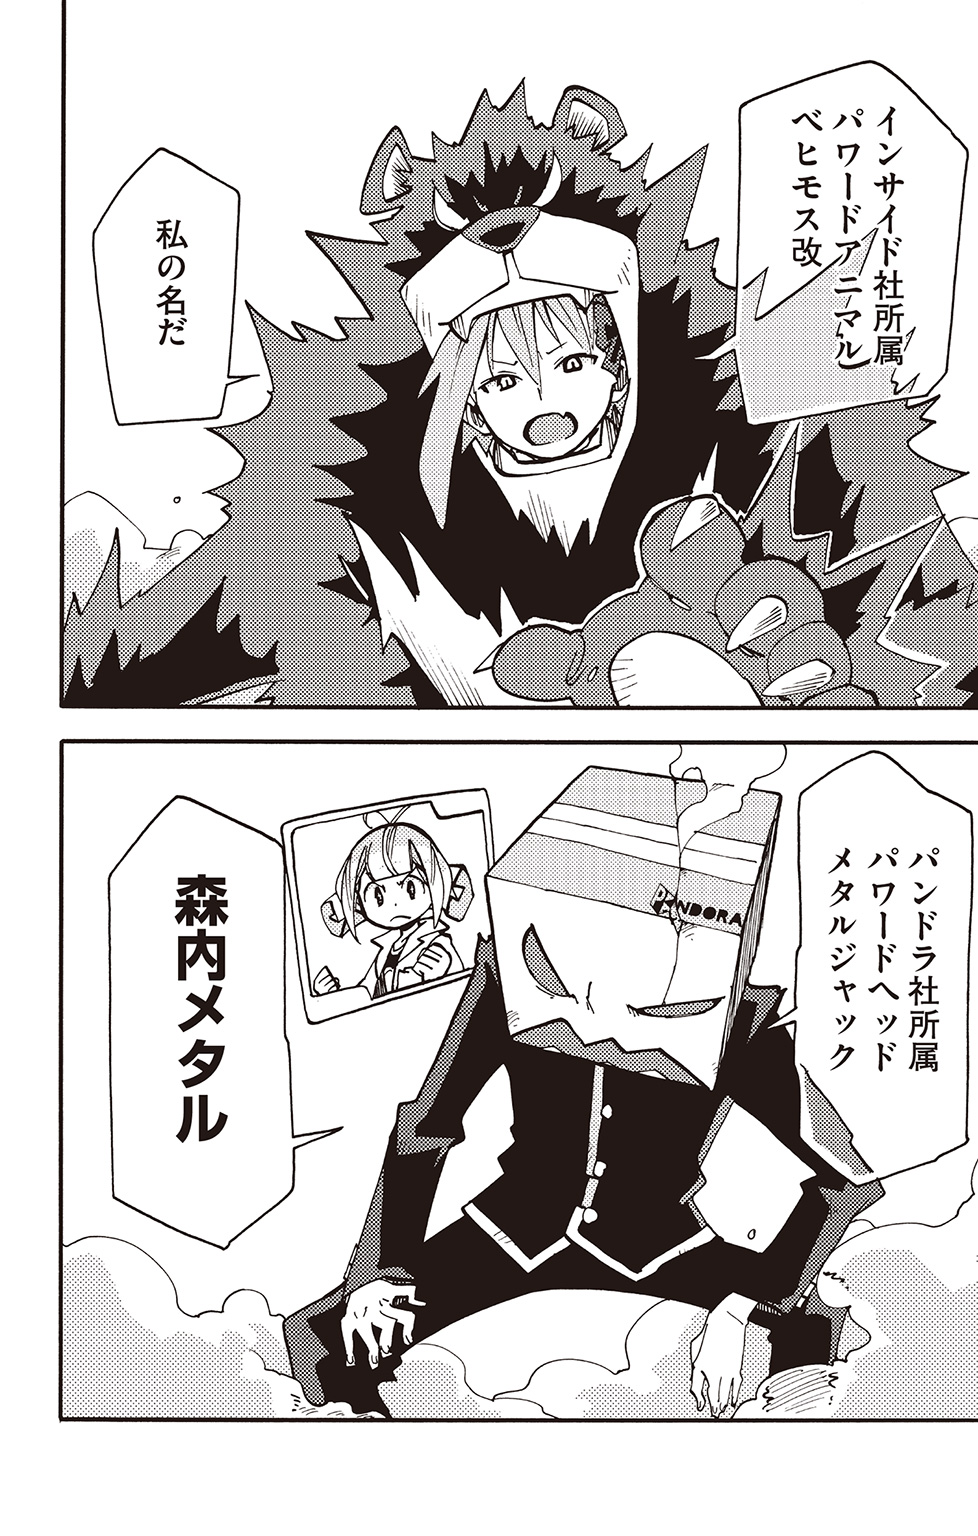 インサイド社所属
パワードアニマル
ベヒモス改
私の名だ
パンドラ社所属
パワードヘッド
メタルジャック
PANDORA
森内メタル